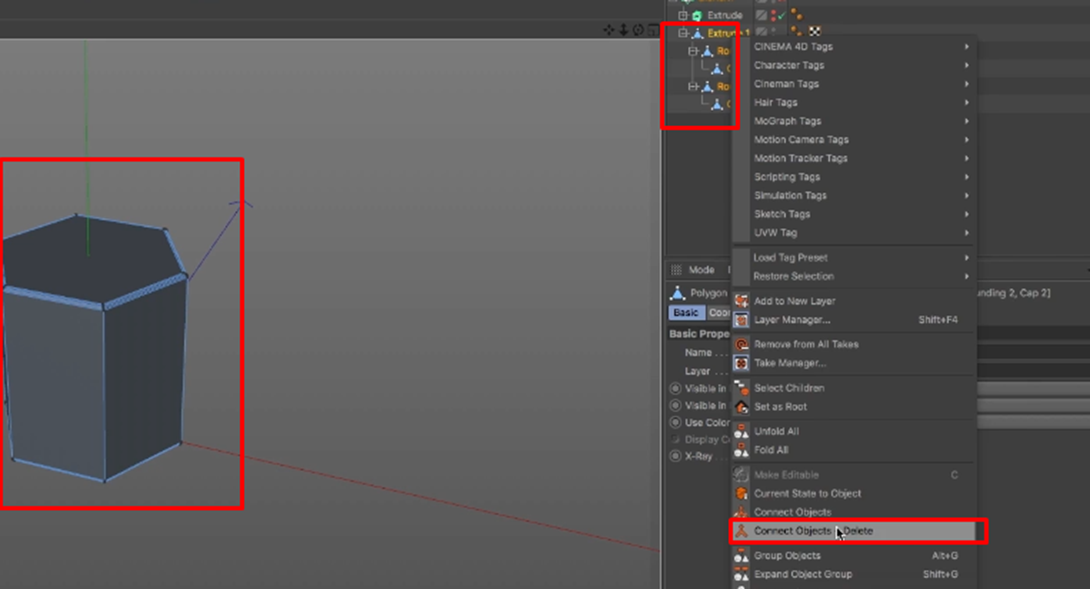 Extrude
Extrude 1
Ro
Ro
CINEMA 4D Tags
Character Tags
Cineman Tags
Hair Tags
MoGraph Tags
Motion Camera Tags
Motion Tracker Tags
Scripting Tags
Simulation Tags
Sketch Tags
UVW Tag
Load Tag Preset
Restore Selection
Add to New Layer
Layer Manager... Shift+F4
Remove from All Takes
Take Manager...
Select Children
Set as Root
Unfold All
Fold All
Make Editable C
Current State to Object
Connect Objects
Connect Objects Delete
Group Objects Alt+G
Expand Object Group Shift+G
Mode
Polygon unding 2, Cap 2]
Basic Coor
Basic Prope
Name . . .
Layer . . .
Visible in
Visible in
Use Color
Display C
X-Ray . .